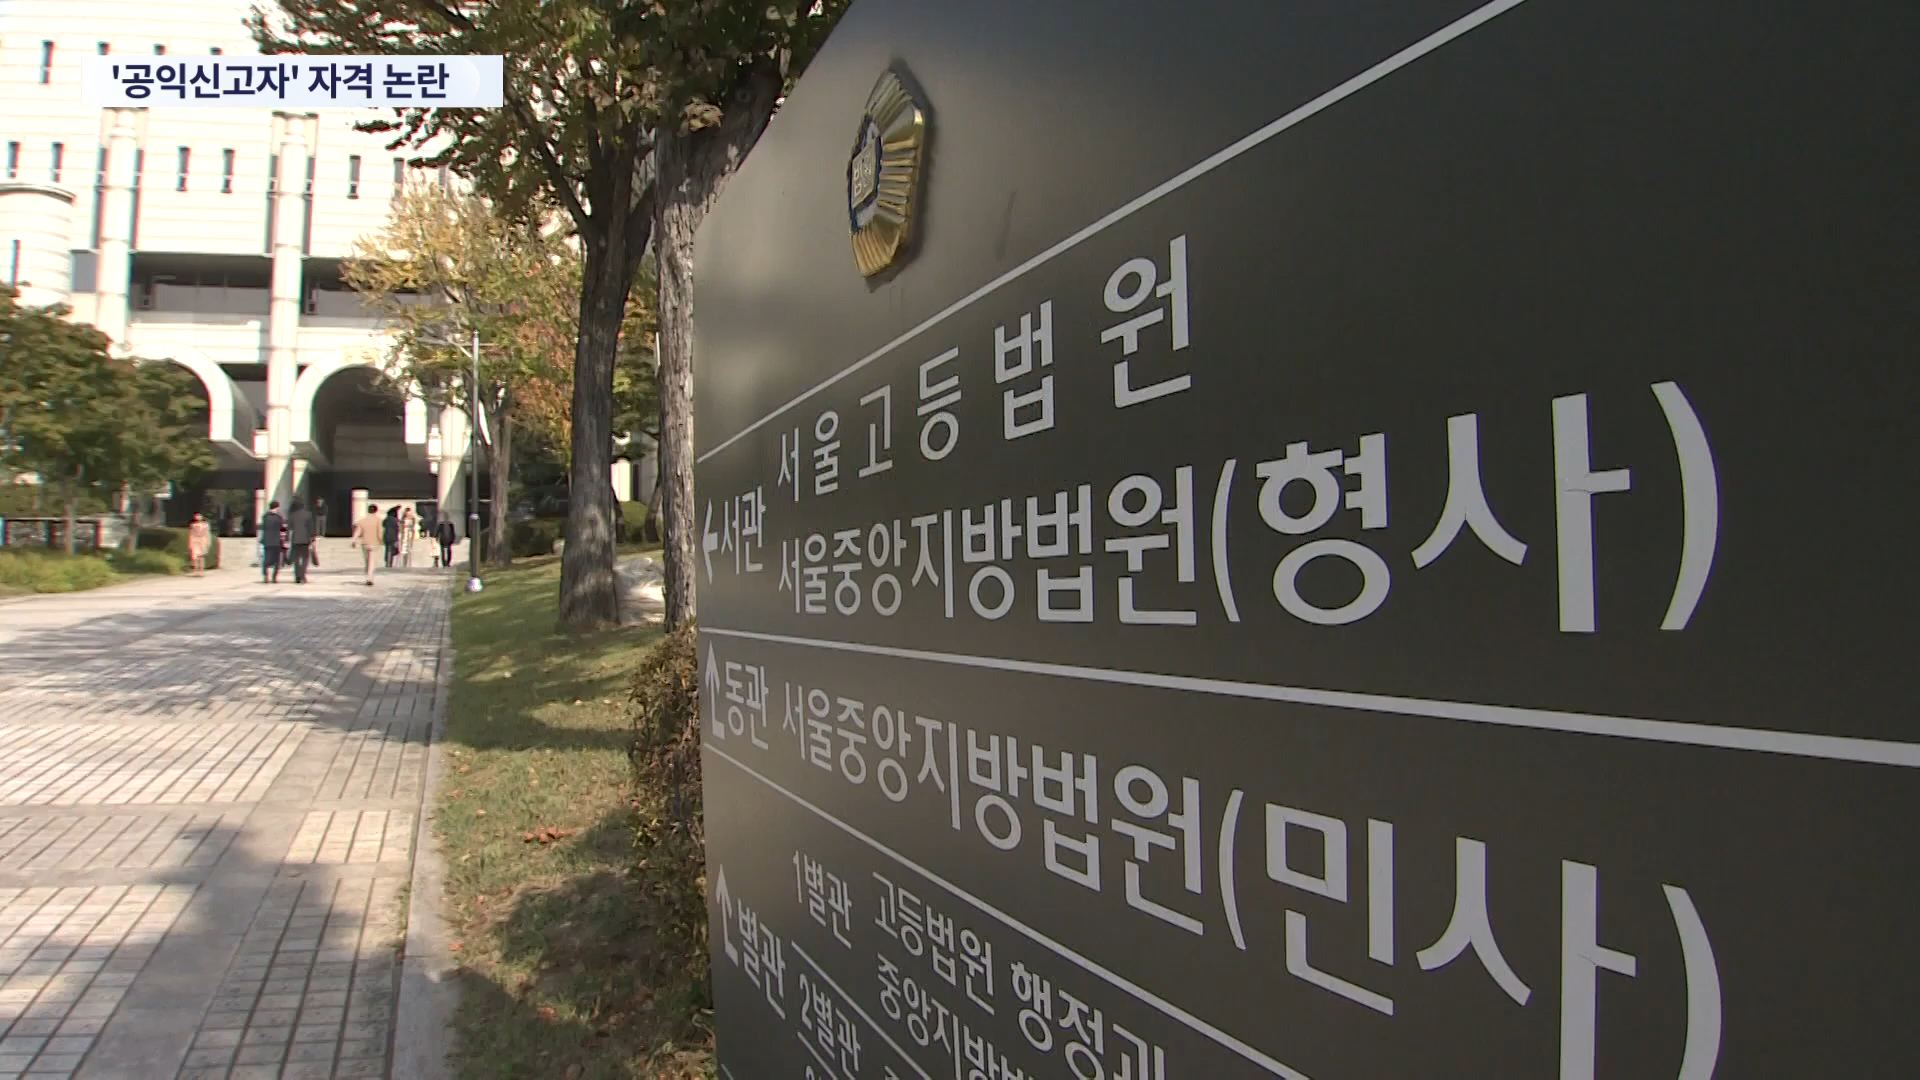 '공익신고자' 자격 논란
서울고등법원
←서관 서울중앙지방법원(형사)
↑동관 서울중앙지방법원(민사)
↑별관 1별관 고등법원 행정
2별관 중앙지방법